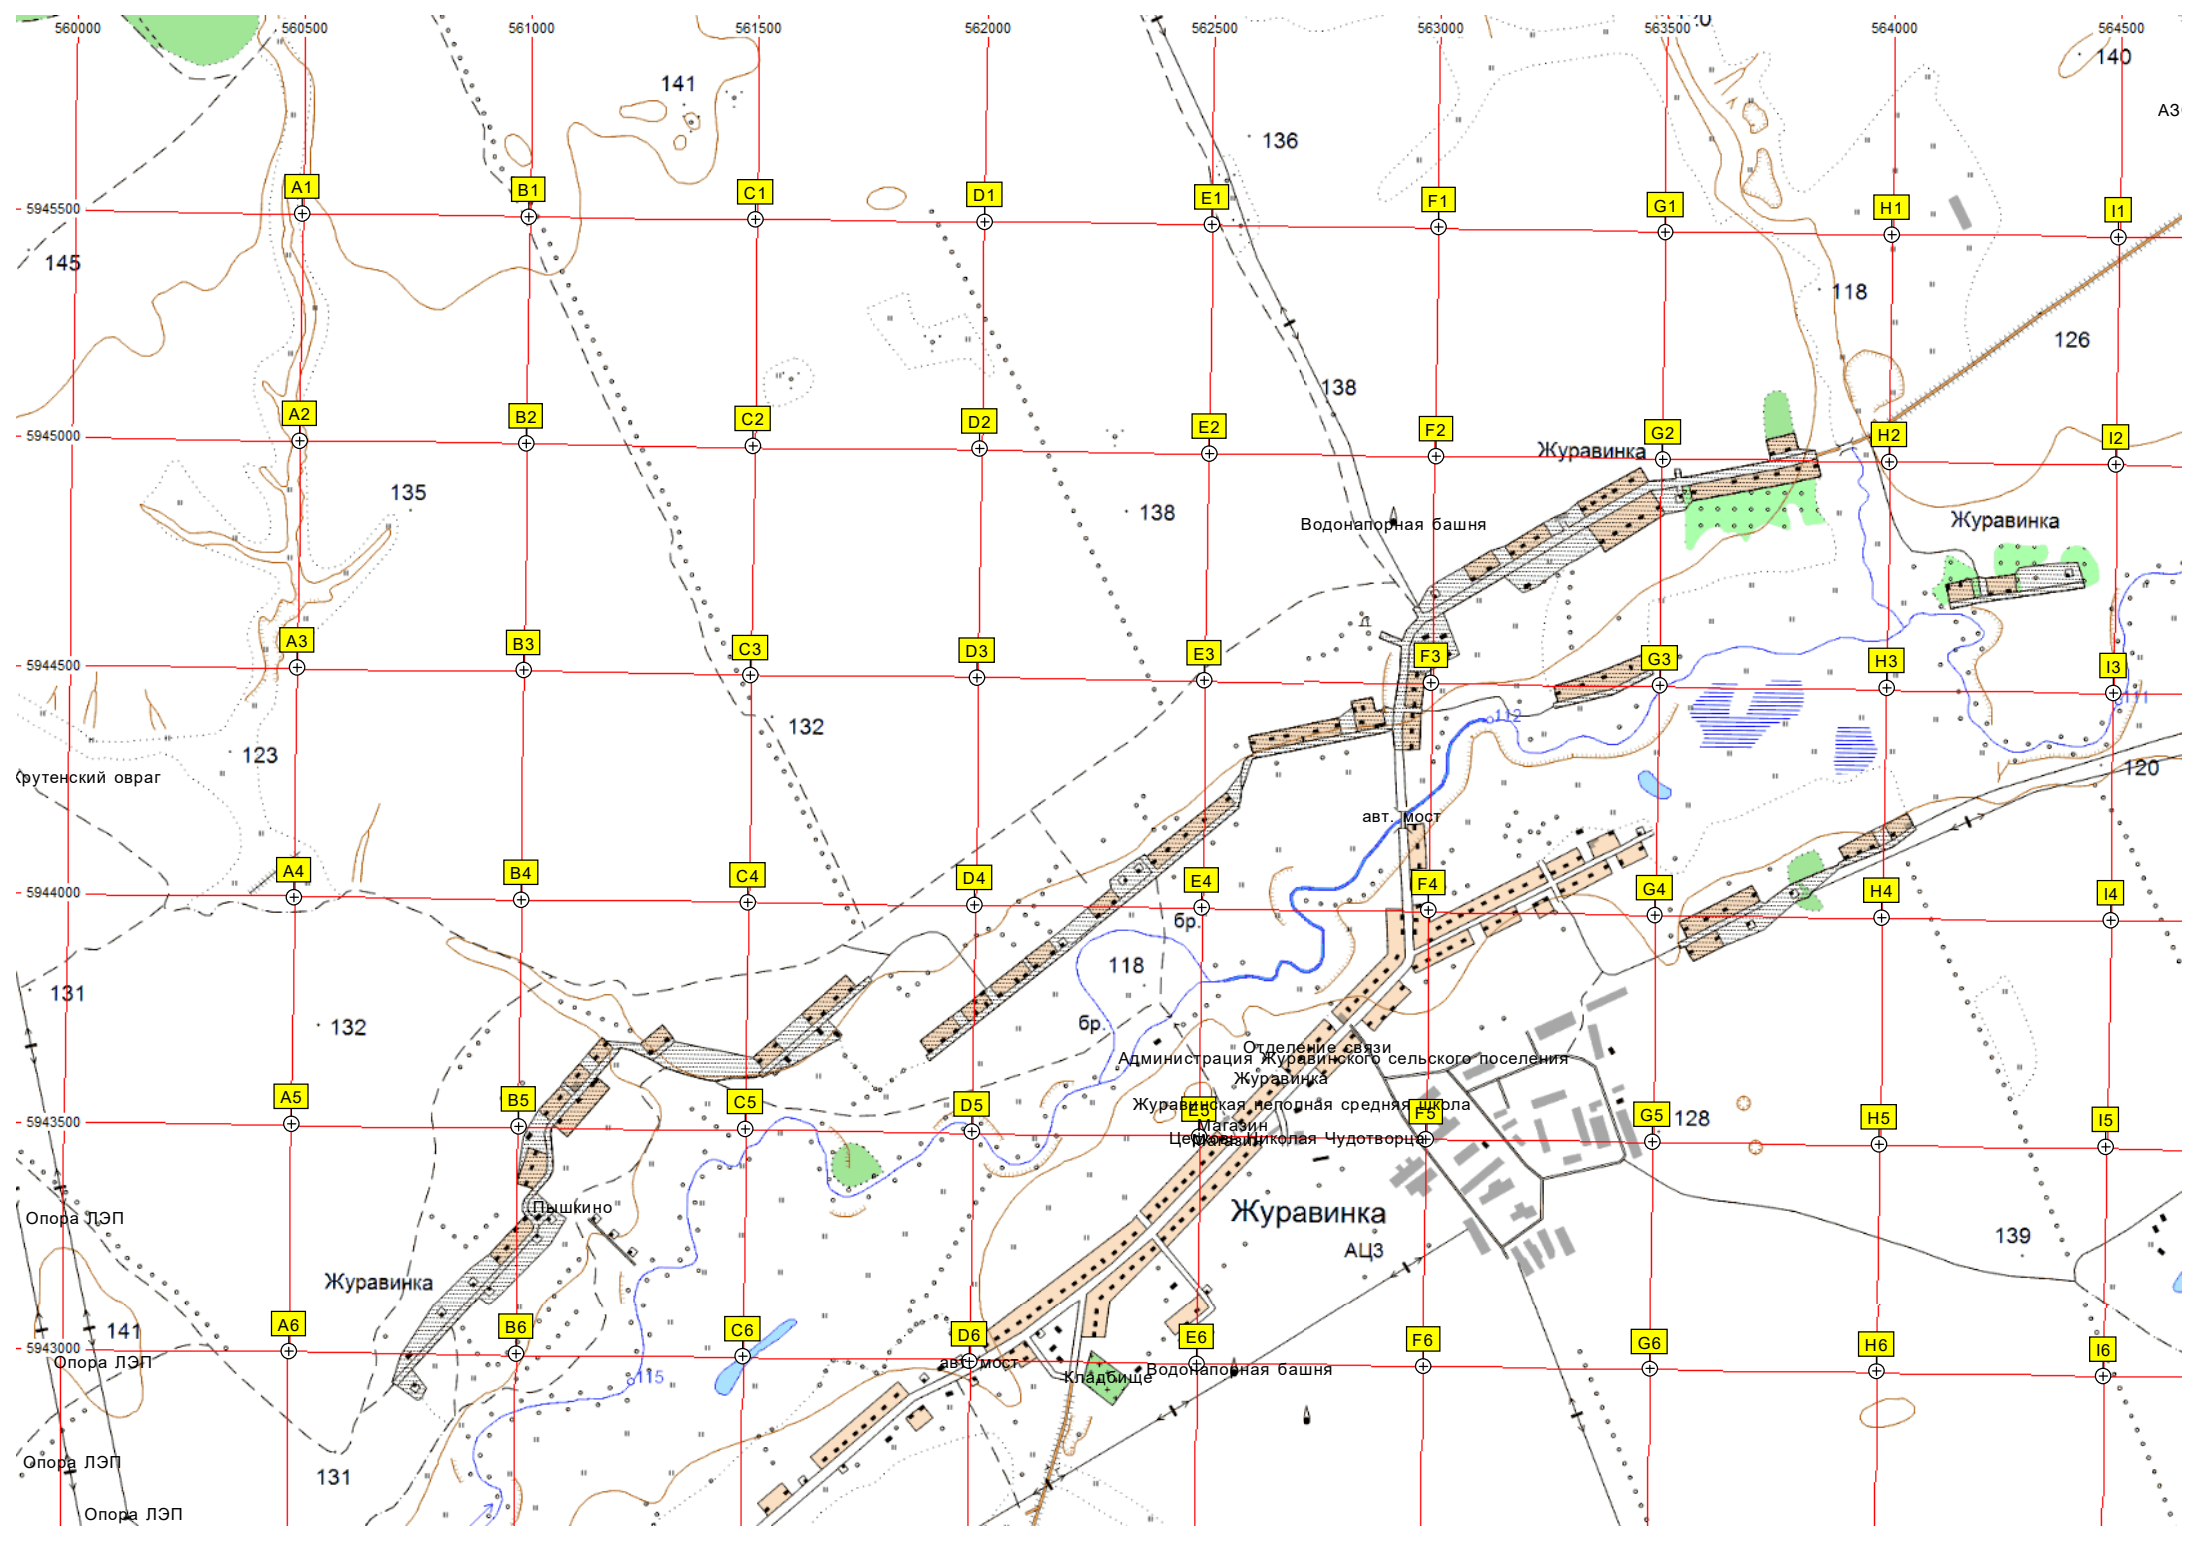 560000 560500 561000 561500 562000 562500 563000 563500 564000 564500
140
141
136
АЗ
A1 B1 C1 D1 E1 F1 G1 H1 I1
5945500
145
118
126
138
A2 B2 C2 D2 E2 F2 G2 H2 I2
5945000
Журавинка
135
138
Водонапорная башня
Журавинка
A3 B3 C3 D3 E3 F3 G3 H3 I3
5944500
111
112
132
123
120
Крутенский овраг
авт. мост
A4 B4 C4 D4 E4 F4 G4 H4 I4
5944000
бр.
118
131
132
бр.
Отделение связи
Администрация Журавинского сельского поселения
Журавинка
A5 B5 C5 D5 E5 F5 G5 H5 I5
Журавинская неполная средняя школа
5943500
128
Магазин
Церковь Николая Чудотворца
Магазин
Пышкино
Опора ЛЭП
Журавинка
139
АЦЗ
Журавинка
A6 B6 C6 D6 E6 F6 G6 H6 I6
141
5943000
Опора ЛЭП
авт. мост
Водонапорная башня
Кладбище
115
Опора ЛЭП
131
Опора ЛЭП